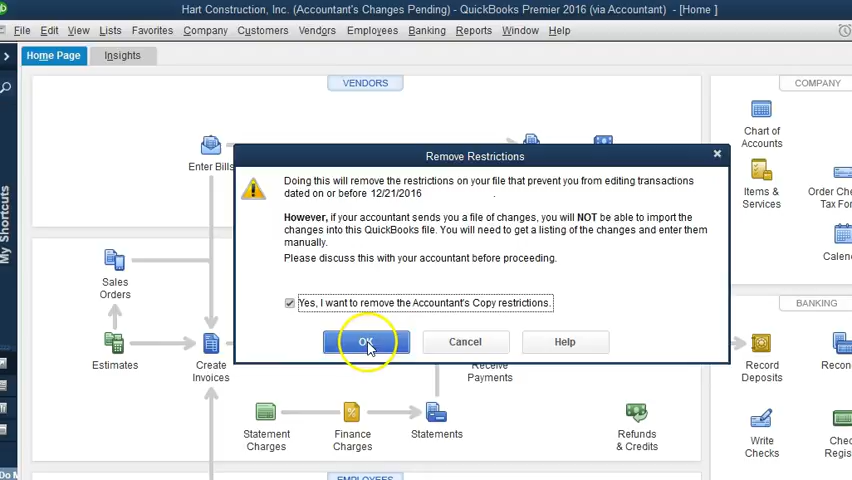 Hart Construction, Inc. (Accountant's Changes Pending) - QuickBooks Premier 2016 (via Accountant) - [Home ]
File Edit View Lists Favorites Company Customers Vendors Employees Banking Reports Window Help
Home Page Insights
My Shortcuts
Do M
VENDORS
Enter Bills
COMPANY
Chart of
Accounts
Items &
Services
Order Che
Tax For
Calend
Remove Restrictions
Doing this will remove the restrictions on your file that prevent you from editing transactions
dated on or before 12/21/2016 .
However, if your accountant sends you a file of changes, you will NOT be able to import the
changes into this QuickBooks file. You will need to get a listing of the changes and enter them
manually.
Please discuss this with your accountant before proceeding.
Yes, I want to remove the Accountant's Copy restrictions.
OK Cancel Help
Sales
Orders
Estimates
Create
Invoices
Receive
Payments
Statement
Charges
Finance
Charges
Statements
Refunds
& Credits
EMPLOYEES
BANKING
Record
Deposits
Recon
Write
Checks
Chec
Regist